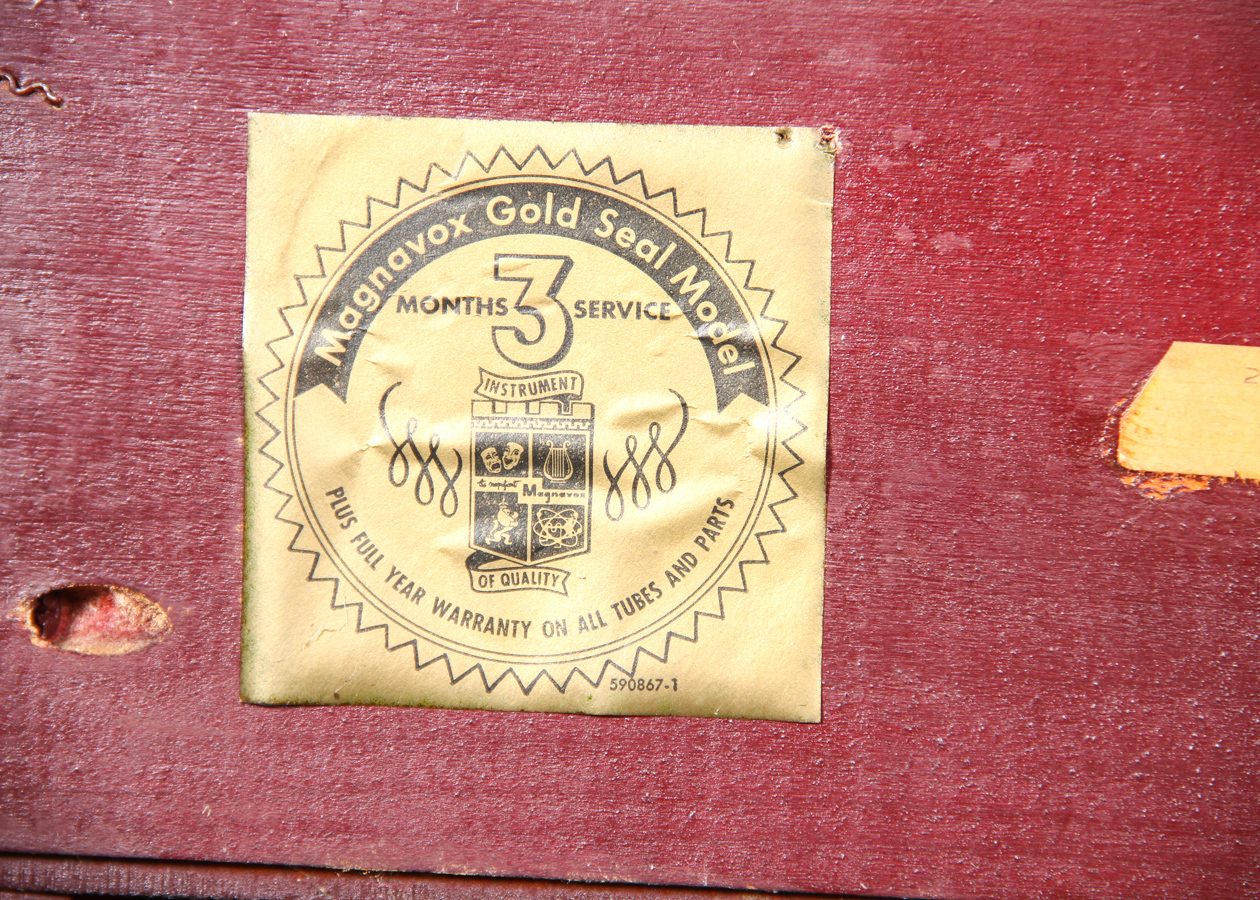 Magnavox Gold Seal Model
MONTHS 3 SERVICE
INSTRUMENT
Magnavox
OF QUALITY
PLUS FULL YEAR WARRANTY ON ALL TUBES AND PARTS
590867-1